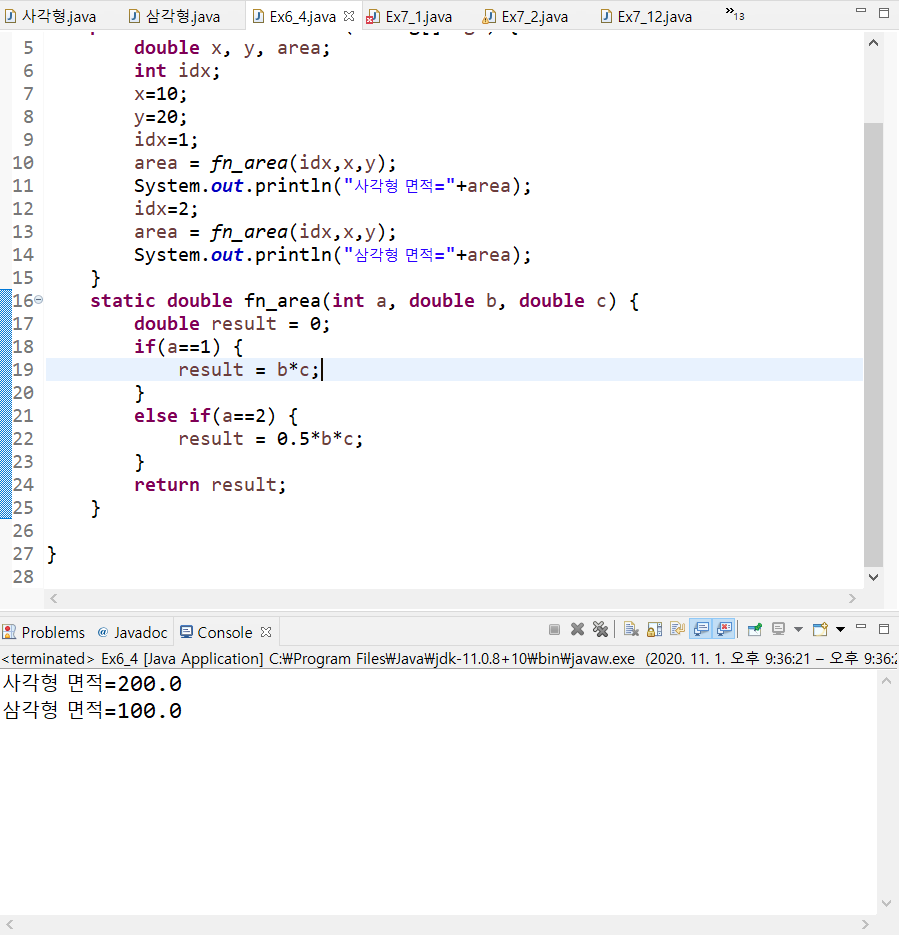 사각형.java 삼각형.java Ex6_4.java Ex7_1.java Ex7_2.java Ex7_12.java »13
5 double x, y, area;
6 int idx;
7 x=10;
8 y=20;
9 idx=1;
10 area = fn_area(idx,x,y);
11 System.out.println("사각형 면적="+area);
12 idx=2;
13 area = fn_area(idx,x,y);
14 System.out.println("삼각형 면적="+area);
15 }
16 static double fn_area(int a, double b, double c) {
17 double result = 0;
18 if(a==1) {
19 result = b*c;
20 }
21 else if(a==2) {
22 result = 0.5*b*c;
23 }
24 return result;
25 }
26
27 }
28
Problems @ Javadoc Console
<terminated> Ex6_4 [Java Application] C:₩Program Files₩Java₩jdk-11.0.8+10₩bin₩javaw.exe (2020. 11. 1. 오후 9:36:21 – 오후 9:36:
사각형 면적=200.0
삼각형 면적=100.0